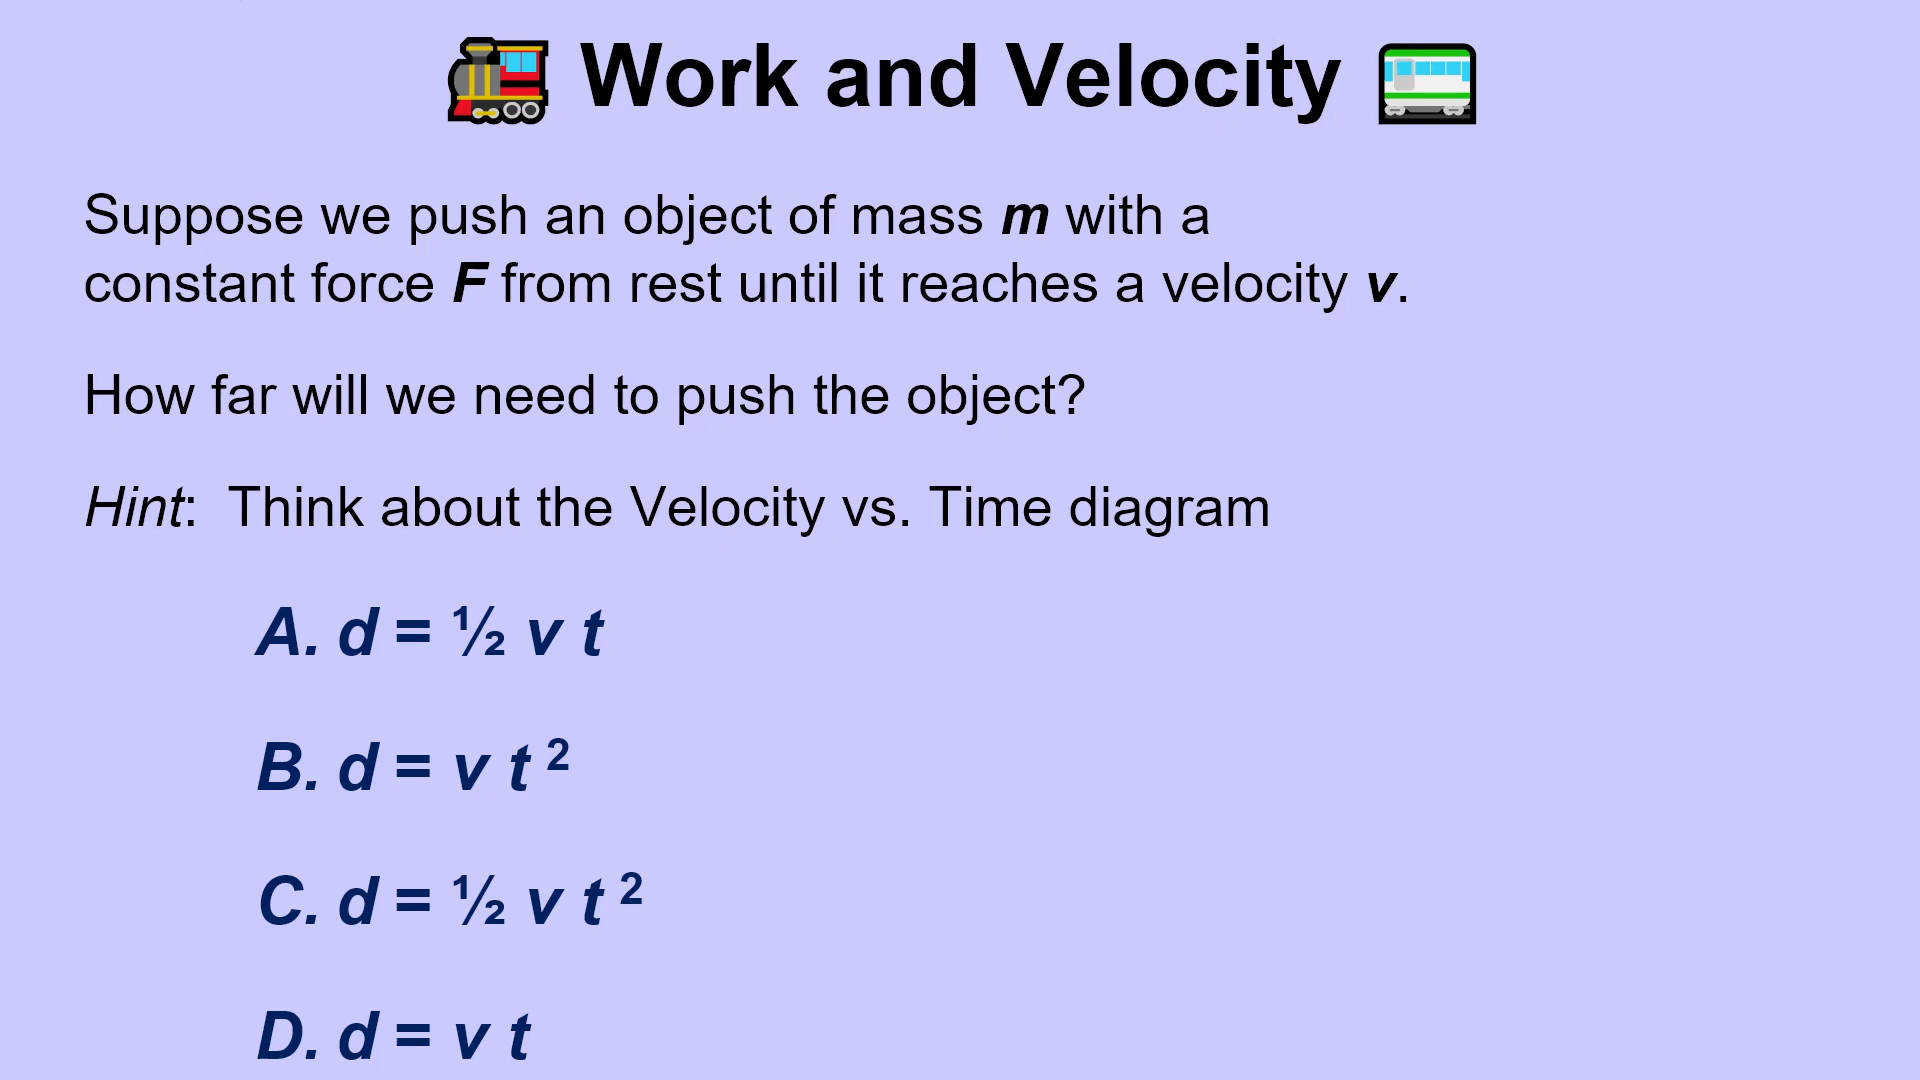 Work and Velocity
Suppose we push an object of mass m with a
constant force F from rest until it reaches a velocity v.
How far will we need to push the object?
Hint:  Think about the Velocity vs. Time diagram
A. d = ½ v t
B. d = v t ²
C. d = ½ v t ²
D. d = v t